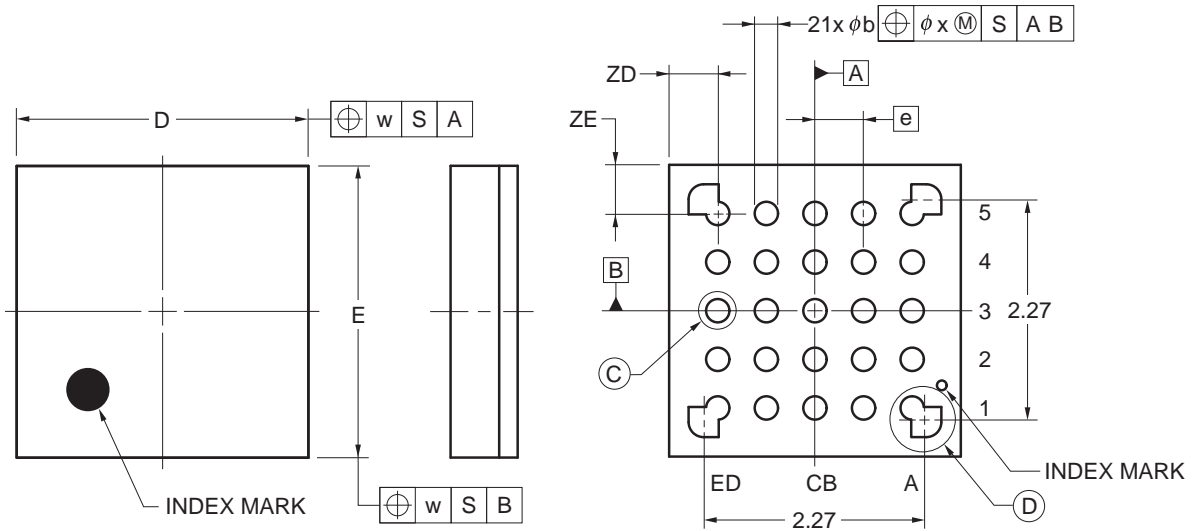 21x ϕb ⌖ ϕx Ⓜ S A B
ZD
A
D
⌖ w S A
ZE
e
5
B
4
E
3
2.27
C
2
1
INDEX MARK
ED
CB
A
INDEX MARK
D
⌖ w S B
2.27